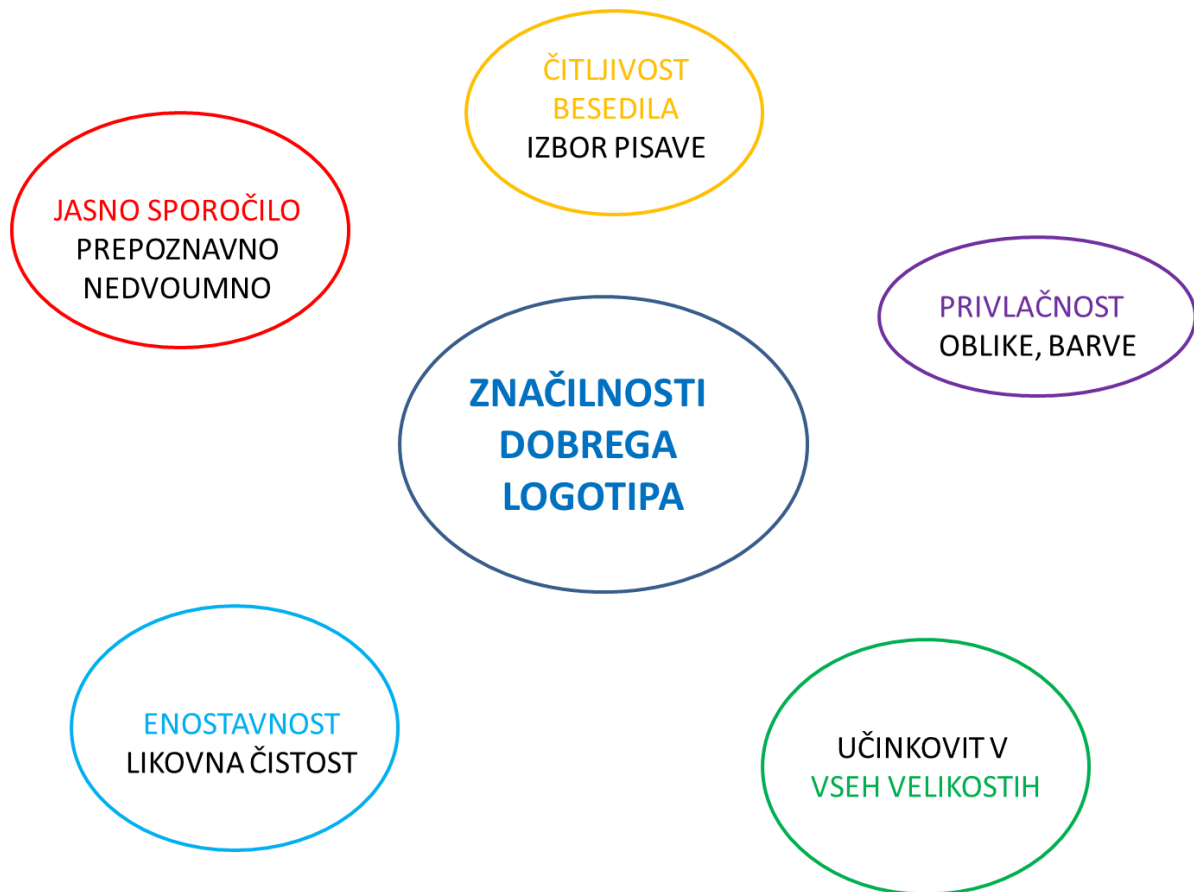 ČITLJIVOST
BESEDILA
IZBOR PISAVE
JASNO SPOROČILO
PREPOZNAVNO
NEDVOUMNO
PRIVLAČNOST
OBLIKE, BARVE
ZNAČILNOSTI
DOBREGA
LOGOTIPA
ENOSTAVNOST
LIKOVNA ČISTOST
UČINKOVIT V
VSEH VELIKOSTIH